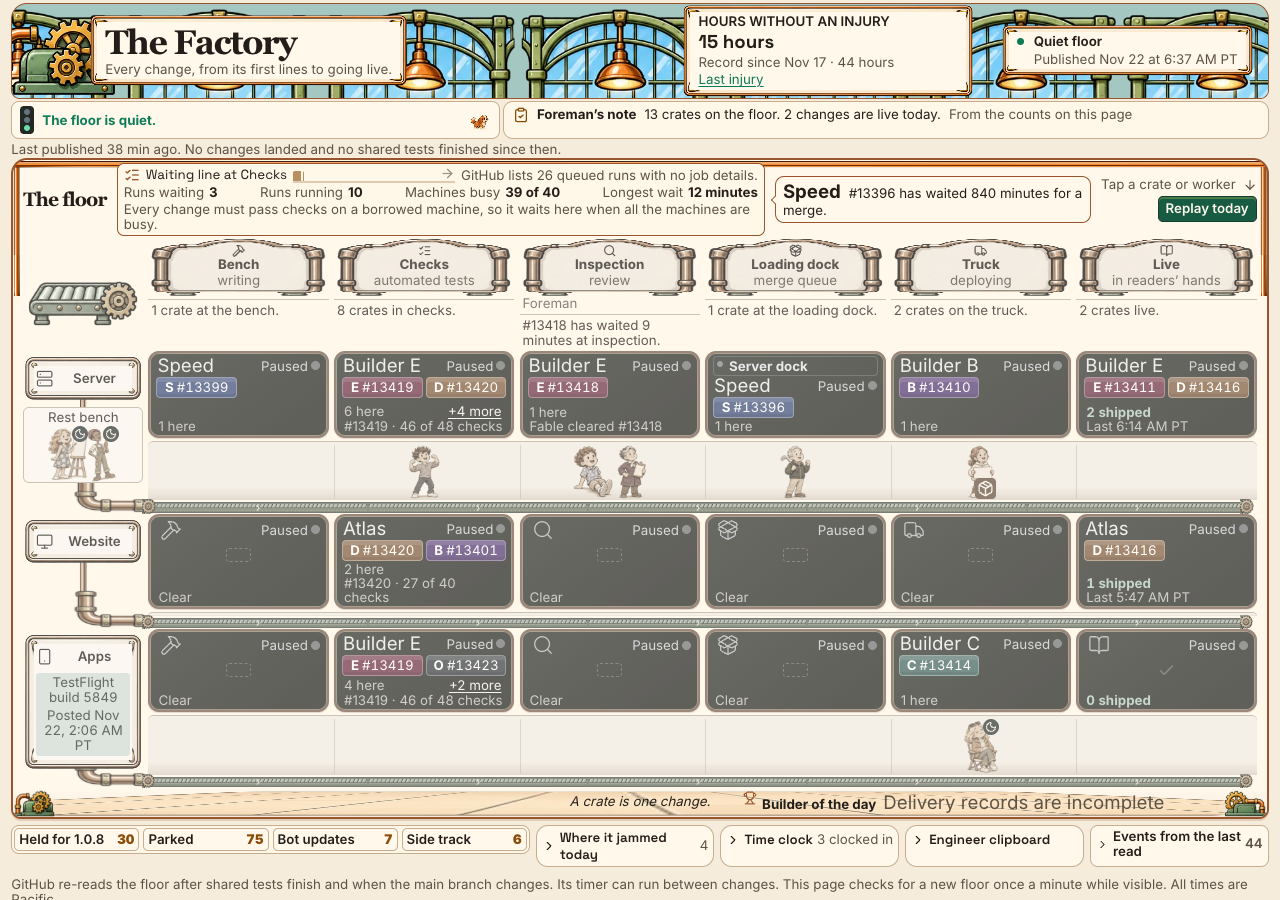 The Factory
Every change, from its first lines to going live.
HOURS WITHOUT AN INJURY
15 hours
Record since Nov 17 · 44 hours
Last injury
Quiet floor
Published Nov 22 at 6:37 AM PT
The floor is quiet.
Foreman's note 13 crates on the floor. 2 changes are live today. From the counts on this page
Last published 38 min ago. No changes landed and no shared tests finished since then.
The floor
Waiting line at Checks
GitHub lists 26 queued runs with no job details.
Runs waiting 3 Runs running 10 Machines busy 39 of 40 Longest wait 12 minutes
Every change must pass checks on a borrowed machine, so it waits here when all the machines are
busy.
Speed #13396 has waited 840 minutes for a
merge.
Tap a crate or worker ↓
Replay today
Bench
writing
Checks
automated tests
Inspection
review
Loading dock
merge queue
Truck
deploying
Live
in readers' hands
1 crate at the bench.
8 crates in checks.
Foreman
#13418 has waited 9
minutes at inspection.
1 crate at the loading dock.
2 crates on the truck.
2 crates live.
Server
Rest bench
Speed Paused
S #13399
1 here
Builder E Paused
E #13419 D #13420
6 here +4 more
#13419 · 46 of 48 checks
Builder E Paused
E #13418
1 here
Fable cleared #13418
Server dock
Speed Paused
S #13396
1 here
Builder B Paused
B #13410
1 here
Builder E Paused
E #13411 D #13416
2 shipped
Last 6:14 AM PT
Website
Paused
Clear
Atlas Paused
D #13420 B #13401
2 here
#13420 · 27 of 40
checks
Paused
Clear
Paused
Clear
Paused
Clear
Atlas Paused
D #13416
1 shipped
Last 5:47 AM PT
Apps
TestFlight
build 5849
Posted Nov
22, 2:06 AM
PT
Paused
Clear
Builder E Paused
E #13419 O #13423
4 here +2 more
#13419 · 46 of 48 checks
Paused
Clear
Paused
Clear
Builder C Paused
C #13414
1 here
Paused
0 shipped
A crate is one change.
Builder of the day Delivery records are incomplete
Held for 1.0.8 30
Parked 75
Bot updates 7
Side track 6
Where it jammed
today 4
Time clock 3 clocked in
Engineer clipboard
Events from the last
read 44
GitHub re-reads the floor after shared tests finish and when the main branch changes. Its timer can run between changes. This page checks for a new floor once a minute while visible. All times are
Pacific.